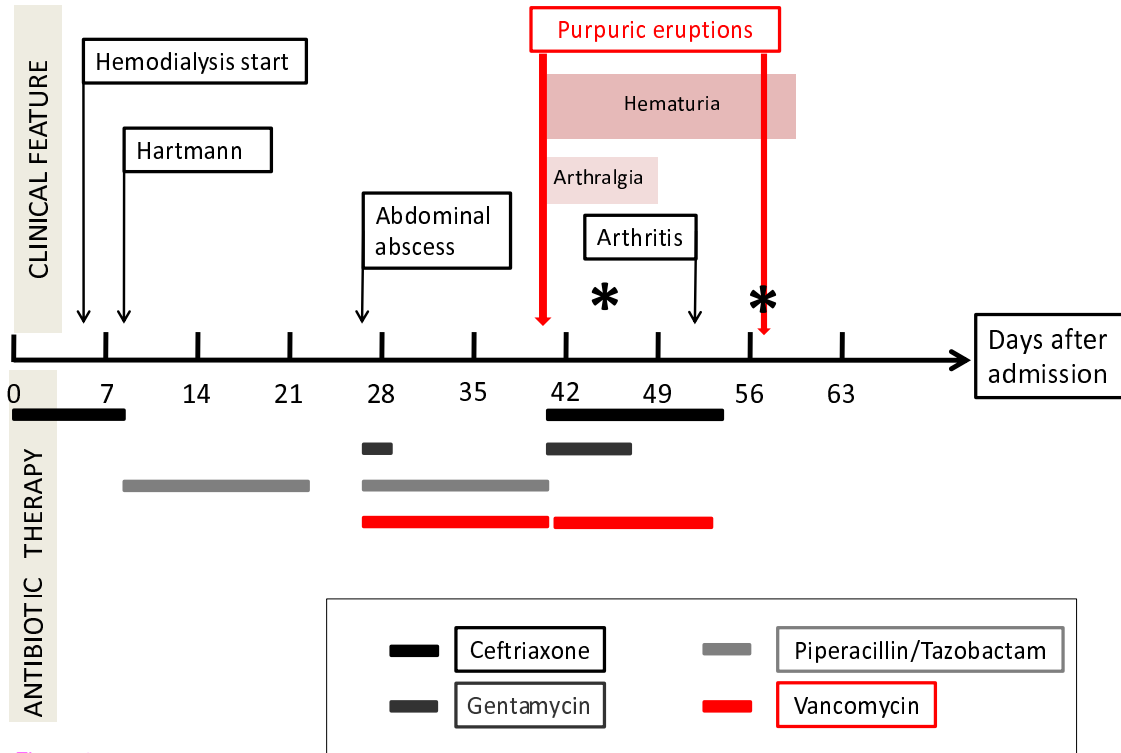 CLINICAL FEATURE
Purpuric eruptions
Hemodialysis start
Hematuria
Hartmann
Arthralgia
Abdominal
abscess
Arthritis
* *
Days after
admission
0 7 14 21 28 35 42 49 56 63
ANTIBIOTIC THERAPY
Ceftriaxone
Piperacillin/Tazobactam
Gentamycin
Vancomycin